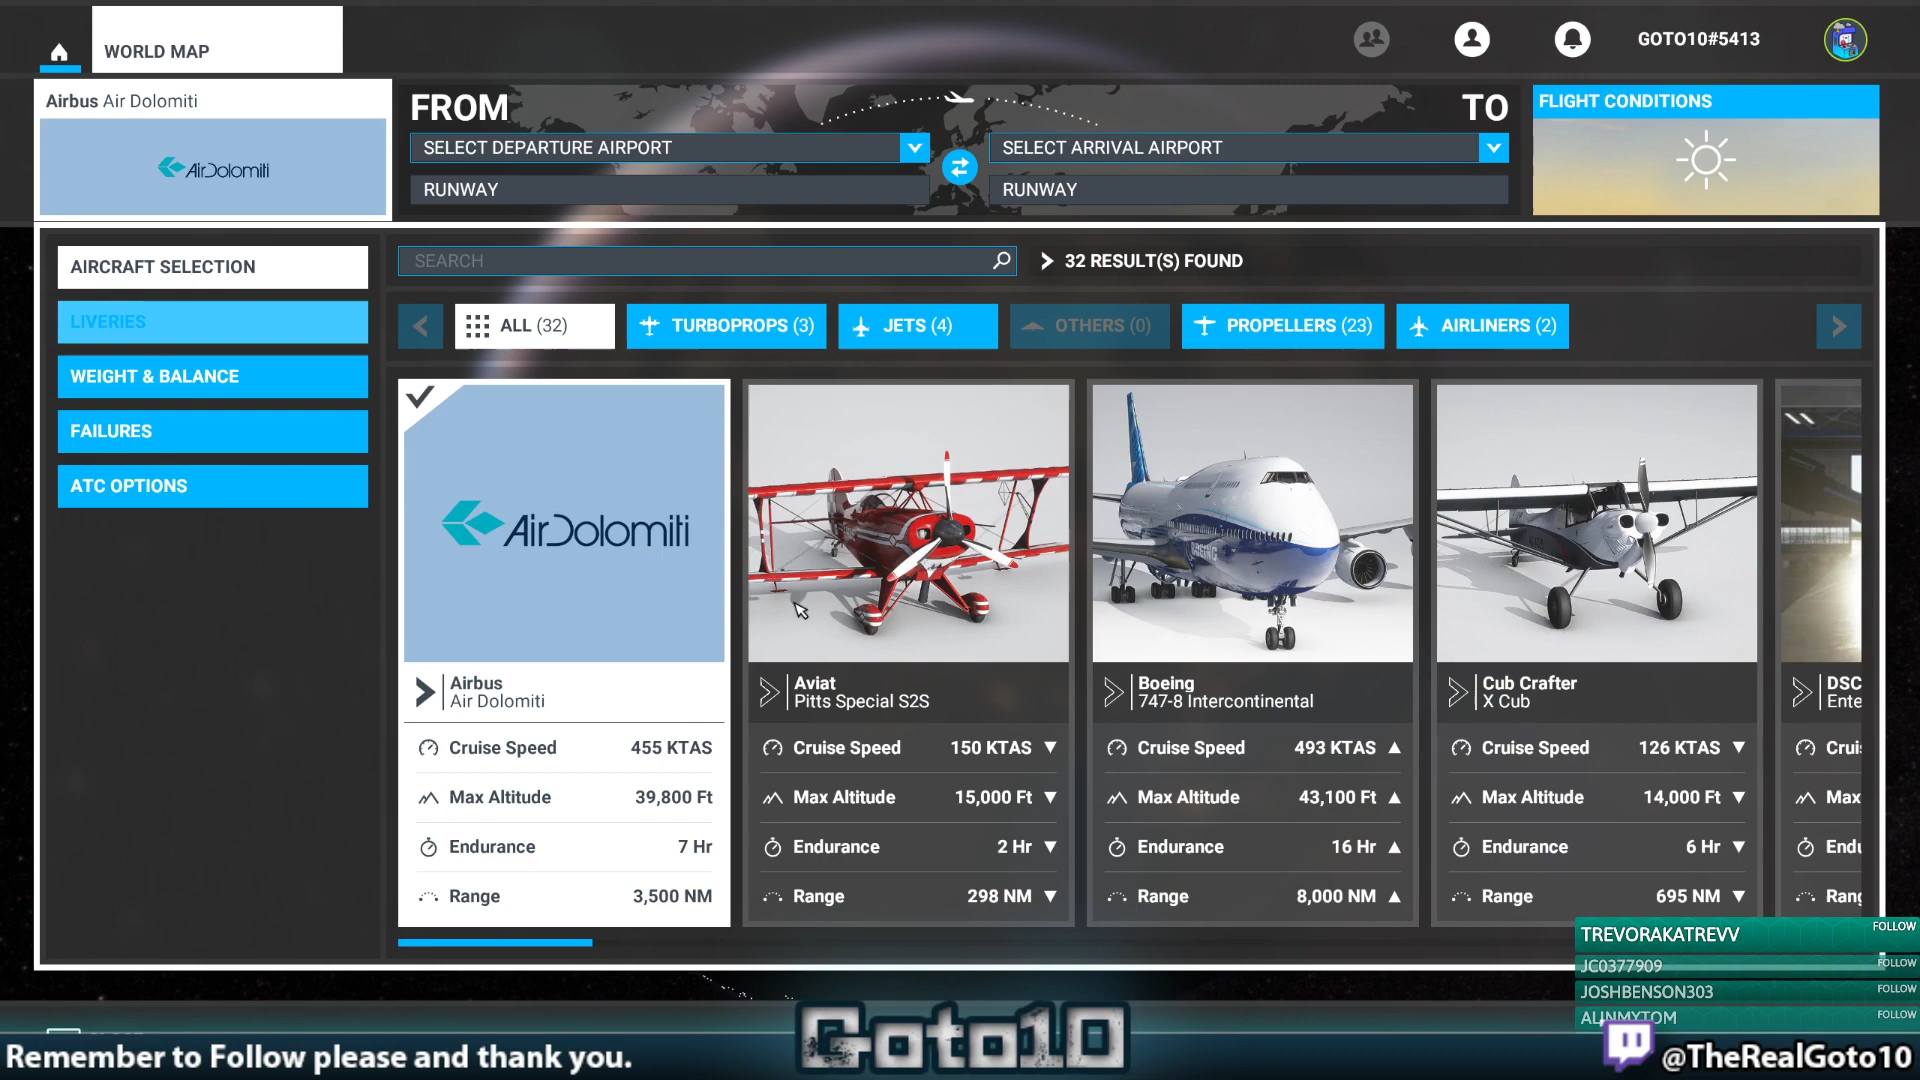 WORLD MAP
GOTO10#5413
Airbus Air Dolomiti
AirDolomiti
FROM
TO
SELECT DEPARTURE AIRPORT
SELECT ARRIVAL AIRPORT
RUNWAY
RUNWAY
FLIGHT CONDITIONS
AIRCRAFT SELECTION
LIVERIES
WEIGHT & BALANCE
FAILURES
ATC OPTIONS
SEARCH
32 RESULT(S) FOUND
ALL (32)
TURBOPROPS (3)
JETS (4)
OTHERS (0)
PROPELLERS (23)
AIRLINERS (2)
AirDolomiti
Airbus
Air Dolomiti
Cruise Speed 455 KTAS
Max Altitude 39,800 Ft
Endurance 7 Hr
Range 3,500 NM
Aviat
Pitts Special S2S
Cruise Speed 150 KTAS
Max Altitude 15,000 Ft
Endurance 2 Hr
Range 298 NM
BOEING
Boeing
747-8 Intercontinental
Cruise Speed 493 KTAS
Max Altitude 43,100 Ft
Endurance 16 Hr
Range 8,000 NM
Cub Crafter
X Cub
Cruise Speed 126 KTAS
Max Altitude 14,000 Ft
Endurance 6 Hr
Range 695 NM
DSC
Ente
Crui
Max
Endu
Rang
TREVORAKATREVV FOLLOW
JC0377909 FOLLOW
JOSHBENSON303 FOLLOW
ALINMYTOM FOLLOW
Goto10
Remember to Follow please and thank you.
@TheRealGoto10